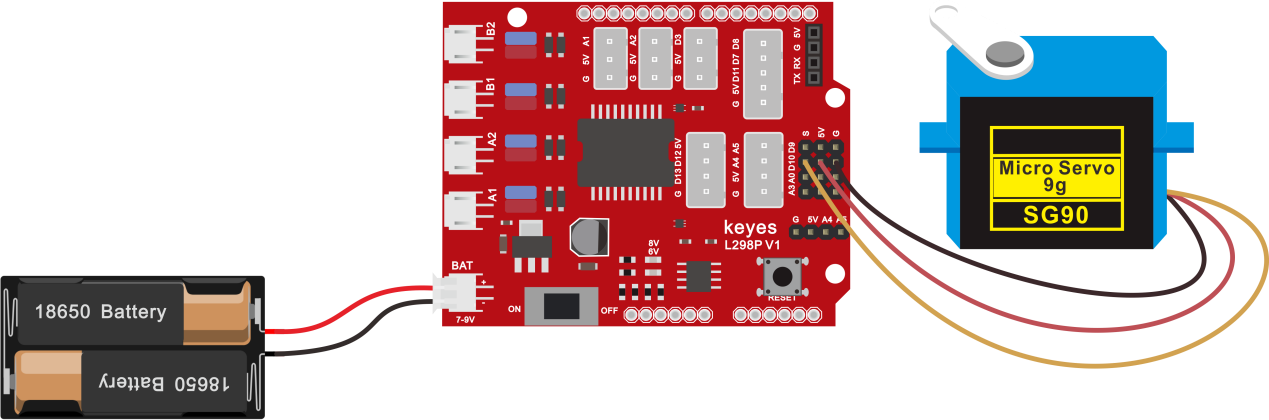 B2
B1
A2
A1
A1
5V
G
A2
5V
G
D3
5V
G
D8
D7
D11
5V
G
5V
G
RX
TX
5V
D12
D13
G
A5
A4
5V
G
S 5V G
D9
D10
A0
A3
G 5V A4 A5
keyes
L298P V1
8V
6V
BAT
+
-
7-9V
ON
OFF
RESET
18650 Battery
18650 Battery
Micro Servo
9g
SG90